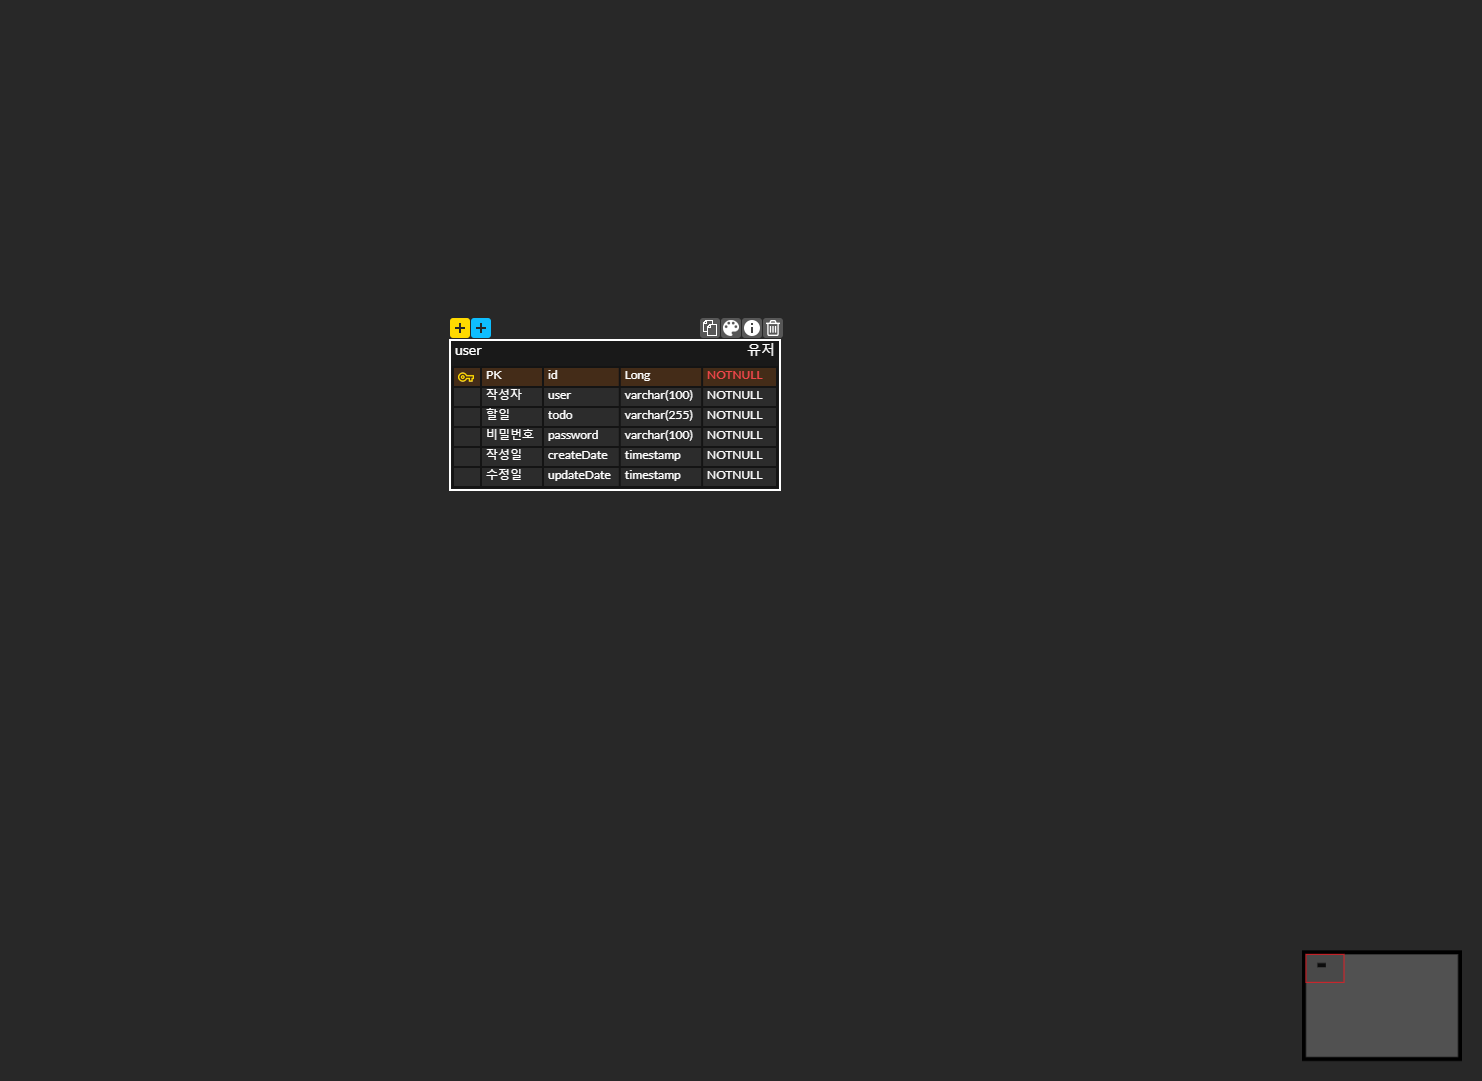 user 유저
PK id Long NOTNULL
작성자 user varchar(100) NOTNULL
할일 todo varchar(255) NOTNULL
비밀번호 password varchar(100) NOTNULL
작성일 createDate timestamp NOTNULL
수정일 updateDate timestamp NOTNULL